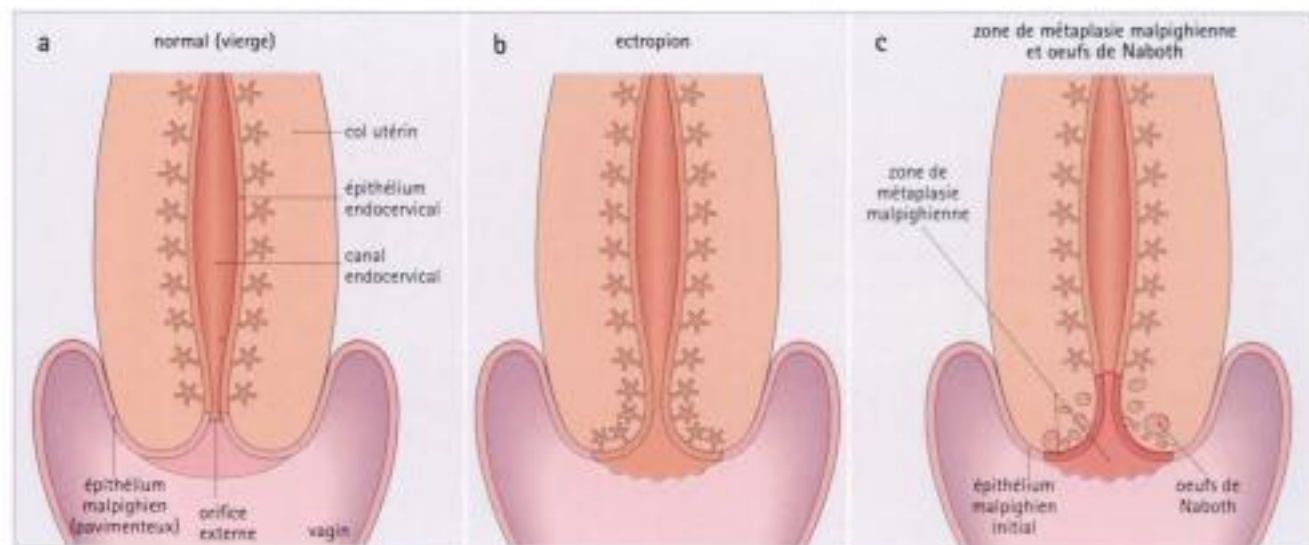 a
normal (vierge)
col utérin
épithélium
endocervical
canal
endocervical
épithélium
malpighien
(pavimenteux)
orifice
externe
vagin
b
ectropion
c
zone de métaplasie malpighienne
et oeufs de Naboth
zone de
métaplasie
malpighienne
épithélium
malpighien
initial
oeufs de
Naboth